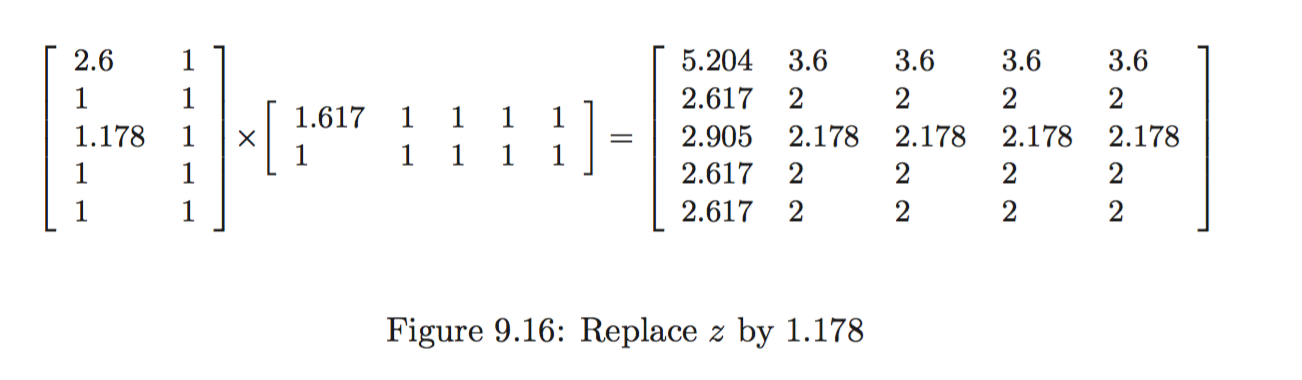 2.6 1
1 1
1.178 1
1 1
1 1
×
1.617 1 1 1 1
1 1 1 1 1
=
5.204 3.6 3.6 3.6 3.6
2.617 2 2 2 2
2.905 2.178 2.178 2.178 2.178
2.617 2 2 2 2
2.617 2 2 2 2
Figure 9.16: Replace z by 1.178